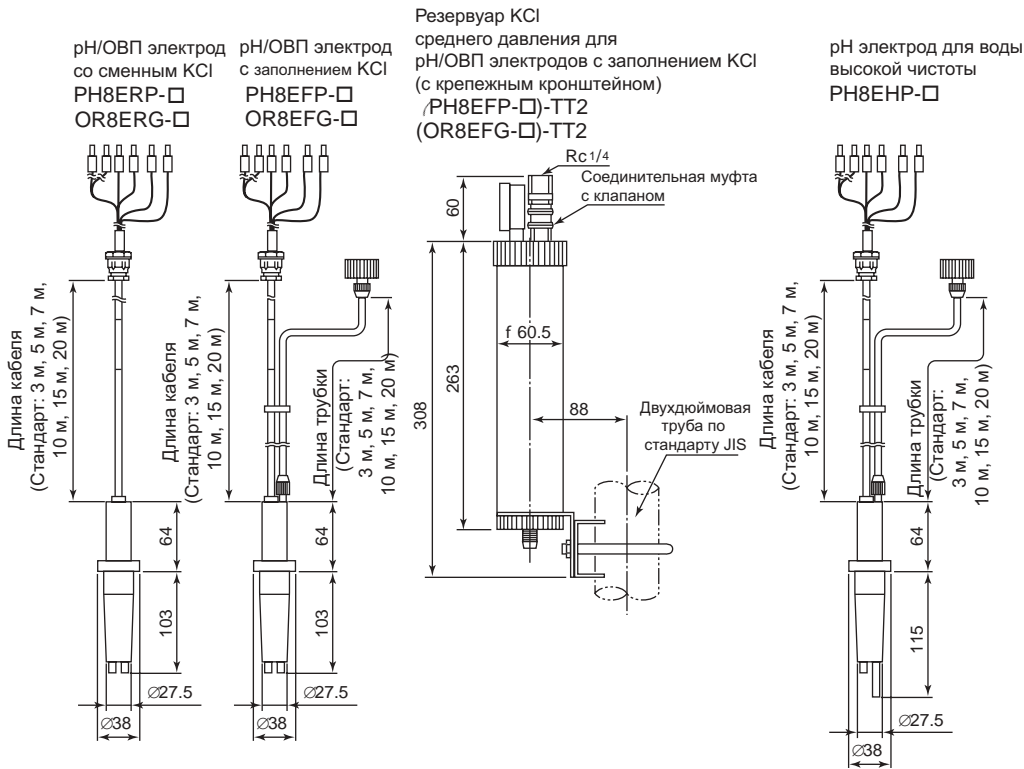 рН/ОВП электрод
со сменным KCl
PH8ERP-□
OR8ERG-□
рН/ОВП электрод
с заполнением KCl
PH8EFP-□
OR8EFG-□
Резервуар KCl
среднего давления для
рН/ОВП электродов с заполнением KCl
(с крепежным кронштейном)
(PH8EFP-□)-TT2
(OR8EFG-□)-TT2
рН электрод для воды
высокой чистоты
PH8EHP-□
Rc1/4
Соединительная муфта
с клапаном
60
f 60.5
263
308
88
Двухдюймовая
труба по
стандарту JIS
Длина кабеля
(Стандарт: 3 м, 5 м, 7 м,
10 м, 15 м, 20 м)
64
103
∅27.5
∅38
Длина кабеля
(Стандарт: 3 м, 5 м, 7 м,
10 м, 15 м, 20 м)
Длина трубки
(Стандарт:
3 м, 5 м, 7 м,
10 м, 15 м, 20 м)
64
103
∅27.5
∅38
Длина кабеля
(Стандарт: 3 м, 5 м, 7 м,
10 м, 15 м, 20 м)
Длина трубки
(Стандарт:
3 м, 5 м, 7 м,
10 м, 15 м, 20 м)
64
115
∅27.5
∅38